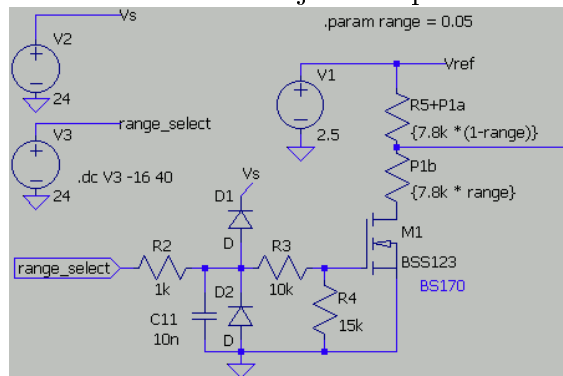 Vs
.param range = 0.05
V2
24
V1
2.5
Vref
R5+P1a
{7.8k *(1-range)}
V3
range_select
24
.dc V3 -16 40
P1b
{7.8k * range}
Vs
D1
D
M1
BSS123
BS170
range_select
R2
1k
R3
10k
C11
10n
D2
D
R4
15k